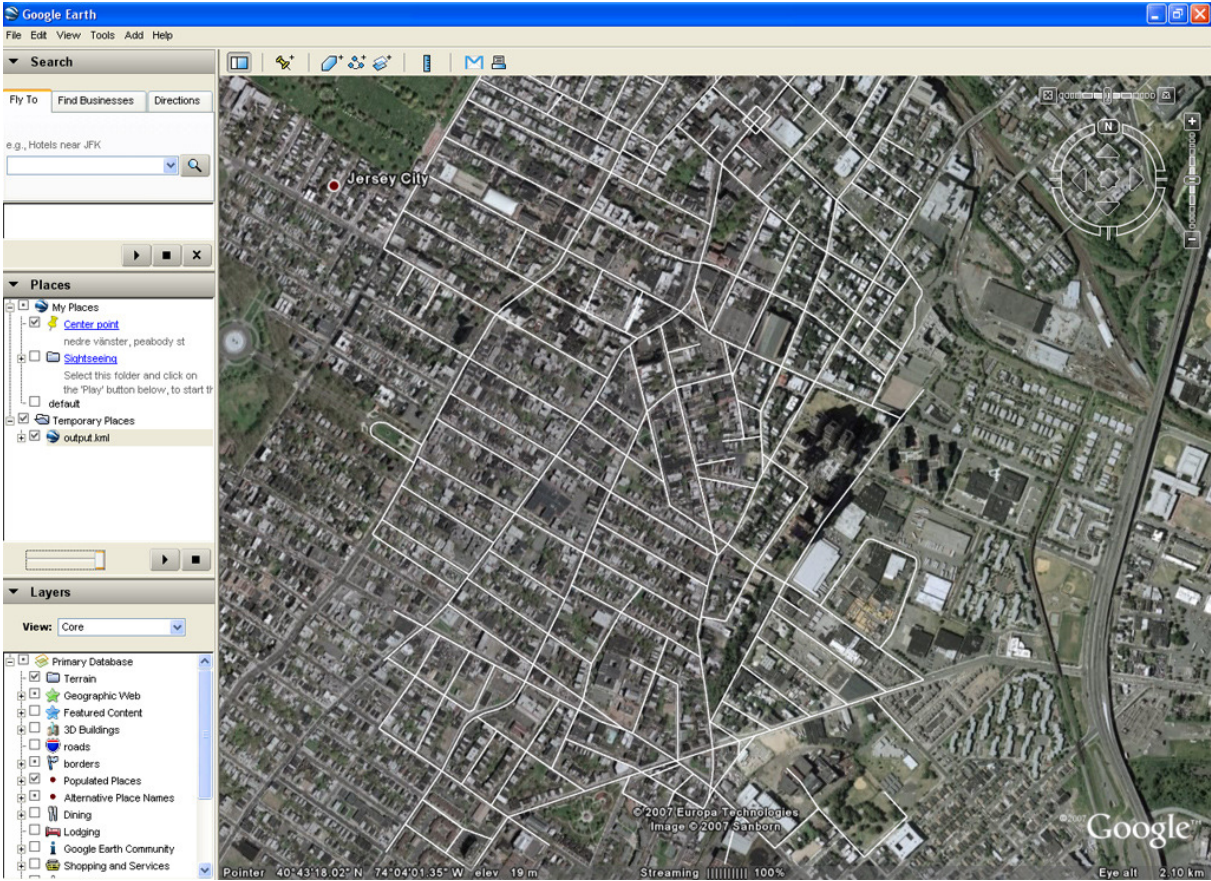 Google Earth
File Edit View Tools Add Help
Search
Fly To Find Businesses Directions
e.g., Hotels near JFK
Places
My Places
Center point
nedre vänster, peabody st
Sightseeing
Select this folder and click on
the 'Play' button below, to start th
default
Temporary Places
output.kml
Layers
View: Core
Primary Database
Terrain
Geographic Web
Featured Content
3D Buildings
roads
borders
Populated Places
Alternative Place Names
Dining
Lodging
Google Earth Community
Shopping and Services
Jersey City
N
© 2007 Europa Technologies
Image © 2007 Sanborn
©2007 Google™
Pointer 40°43'18.02" N 74°04'01.35" W elev 19 m Streaming |||||||||| 100% Eye alt 2.10 km